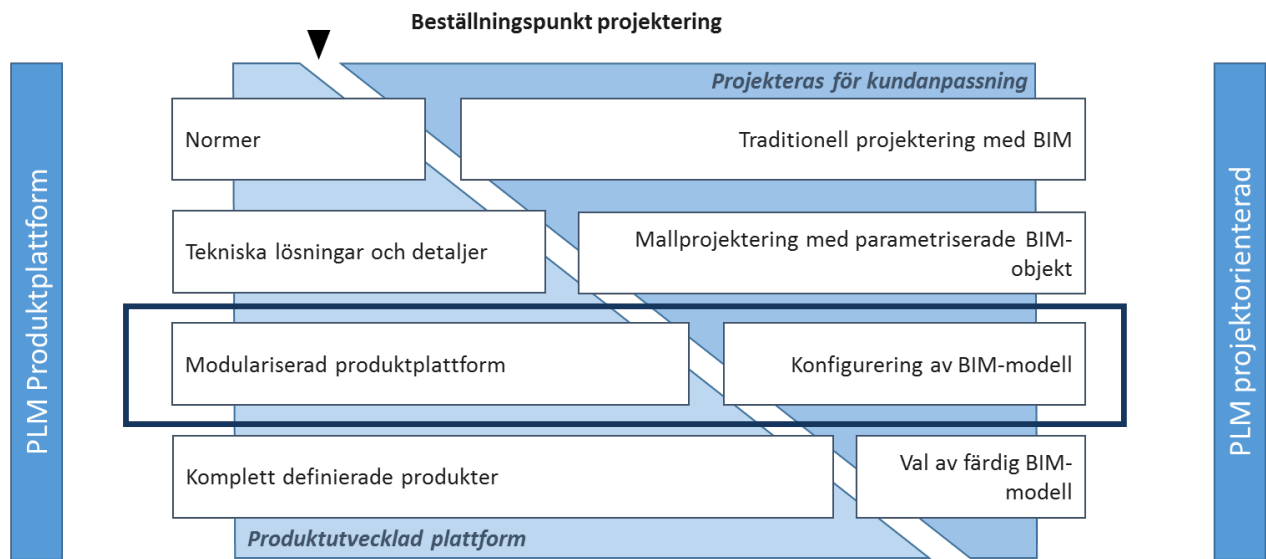 Beställningspunkt projektering
PLM Produktplattform
Projekteras för kundanpassning
Normer
Traditionell projektering med BIM
Tekniska lösningar och detaljer
Mallprojektering med parametriserade BIM-
objekt
Modulariserad produktplattform
Konfigurering av BIM-modell
Komplett definierade produkter
Val av färdig BIM-
modell
Produktutvecklad plattform
PLM projektorienterad